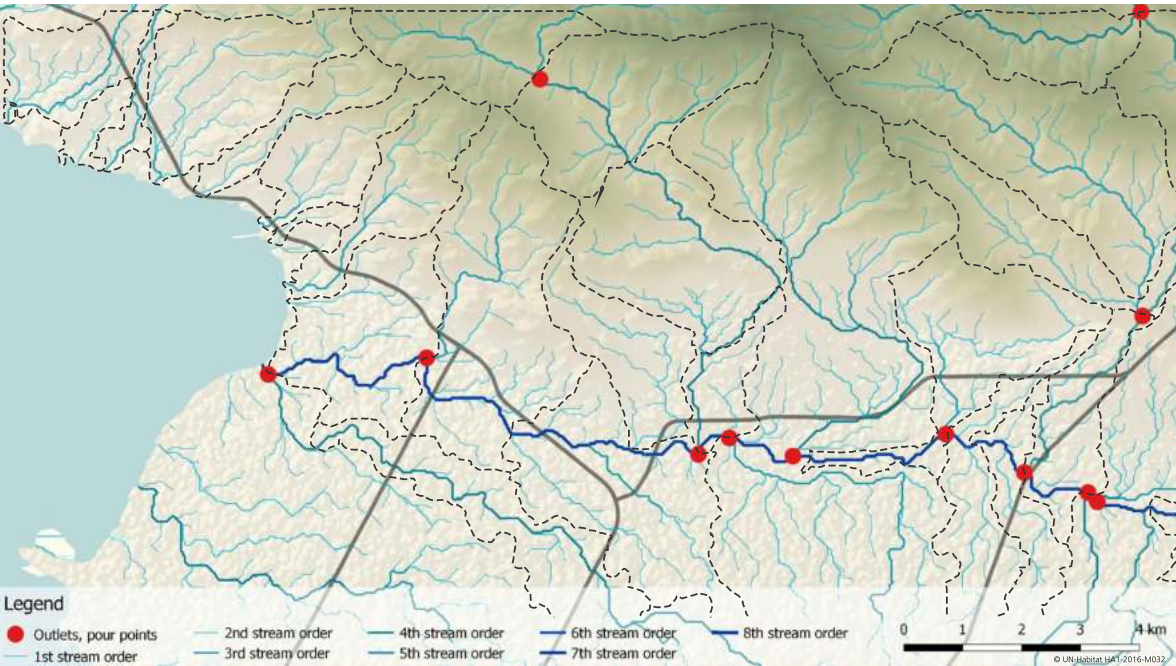 Legend
Outlets, pour points
1st stream order
2nd stream order
3rd stream order
4th stream order
5th stream order
6th stream order
7th stream order
8th stream order
0 1 2 3 4 km
© UN-Habitat HA1-2016-M032